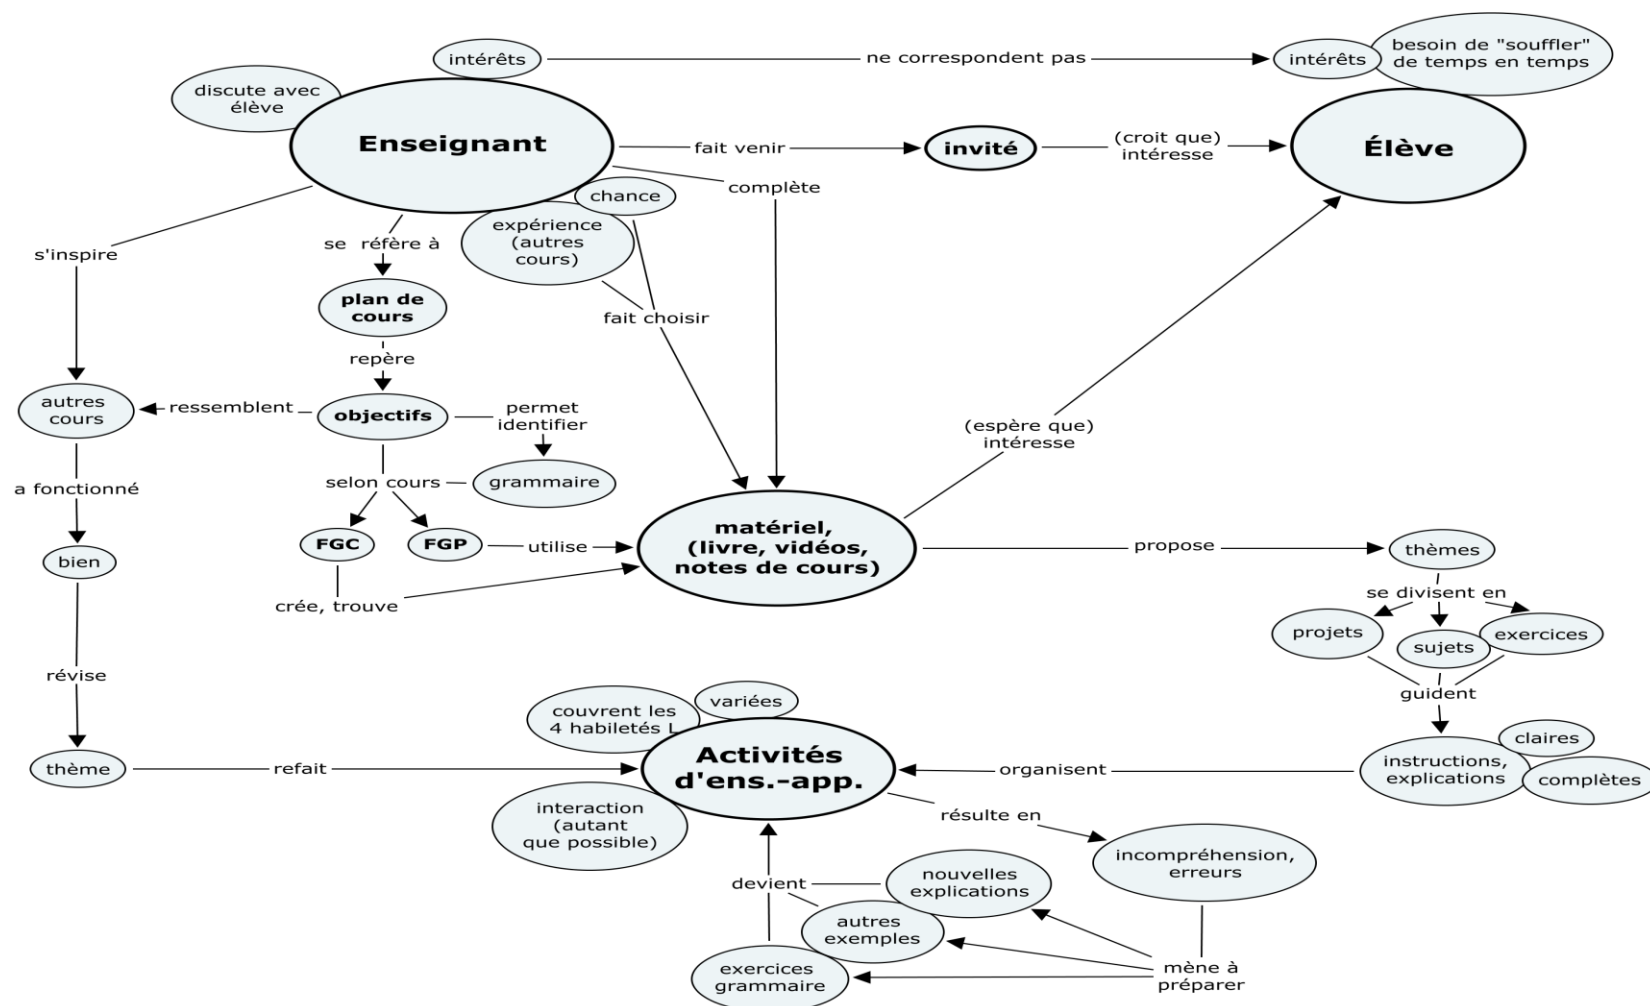 intérêts
ne correspondent pas
intérêts
besoin de "souffler"
de temps en temps
discute avec
élève
Enseignant
fait venir
invité
(croit que)
intéresse
Élève
complète
chance
expérience
(autres
cours)
s'inspire
se réfère à
plan de
cours
fait choisir
repère
autres
cours
ressemblent
objectifs
permet
identifier
(espère que)
intéresse
a fonctionné
selon cours
grammaire
FGC
FGP
utilise
matériel,
(livre, vidéos,
notes de cours)
propose
thèmes
bien
crée, trouve
se divisent en
projets
sujets
exercices
révise
guident
couvrent les
4 habiletés L
variées
Activités
d'ens.-app.
thème
refait
organisent
instructions,
explications
claires
complètes
interaction
(autant
que possible)
résulte en
incompréhension,
erreurs
devient
nouvelles
explications
autres
exemples
exercices
grammaire
mène à
préparer